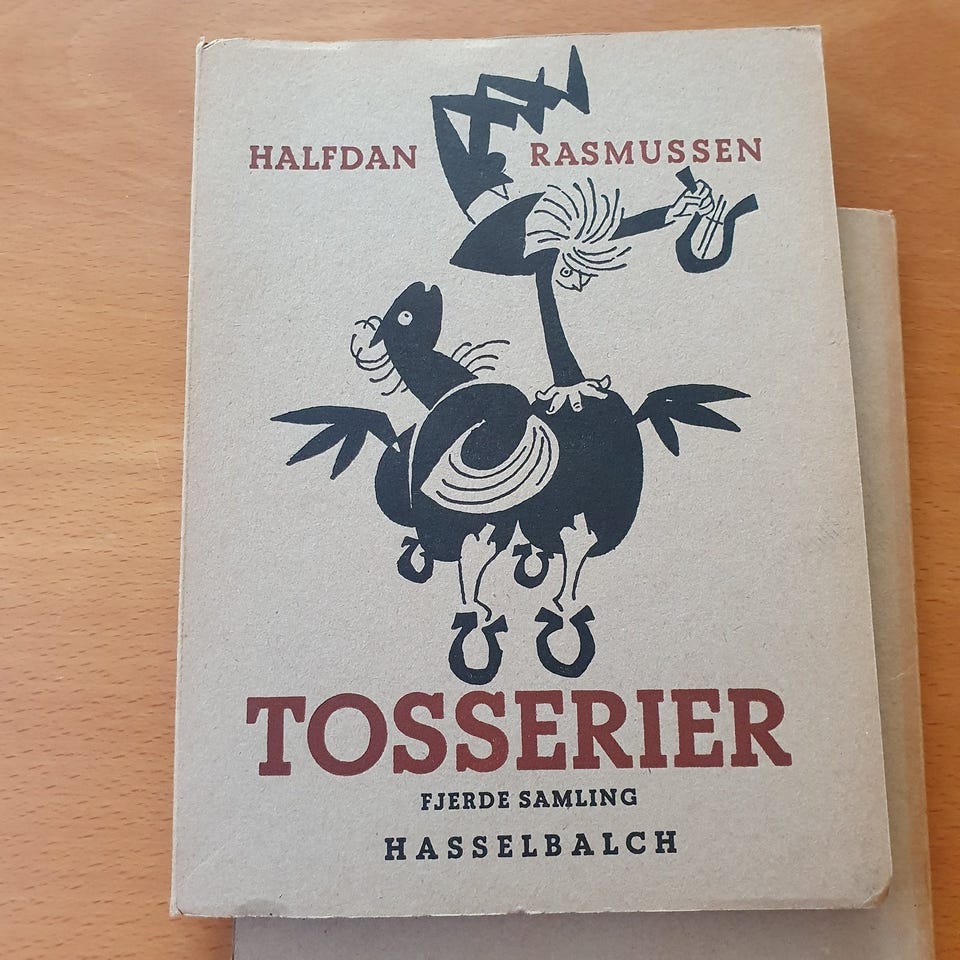 HALFDAN RASMUSSEN
TOSSERIER
FJERDE SAMLING
HASSELBALCH